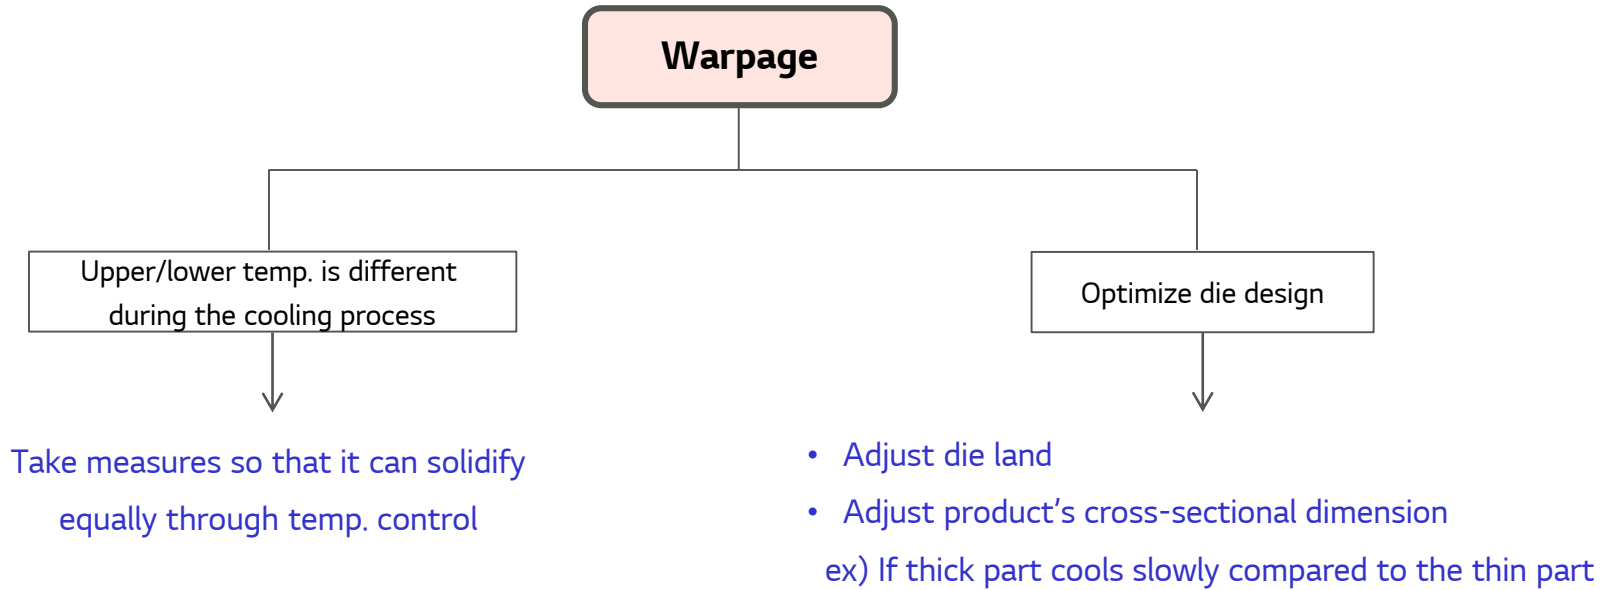 Warpage
Upper/lower temp. is different
during the cooling process
Optimize die design
Take measures so that it can solidify
equally through temp. control
• Adjust die land
• Adjust product's cross-sectional dimension
ex) If thick part cools slowly compared to the thin part